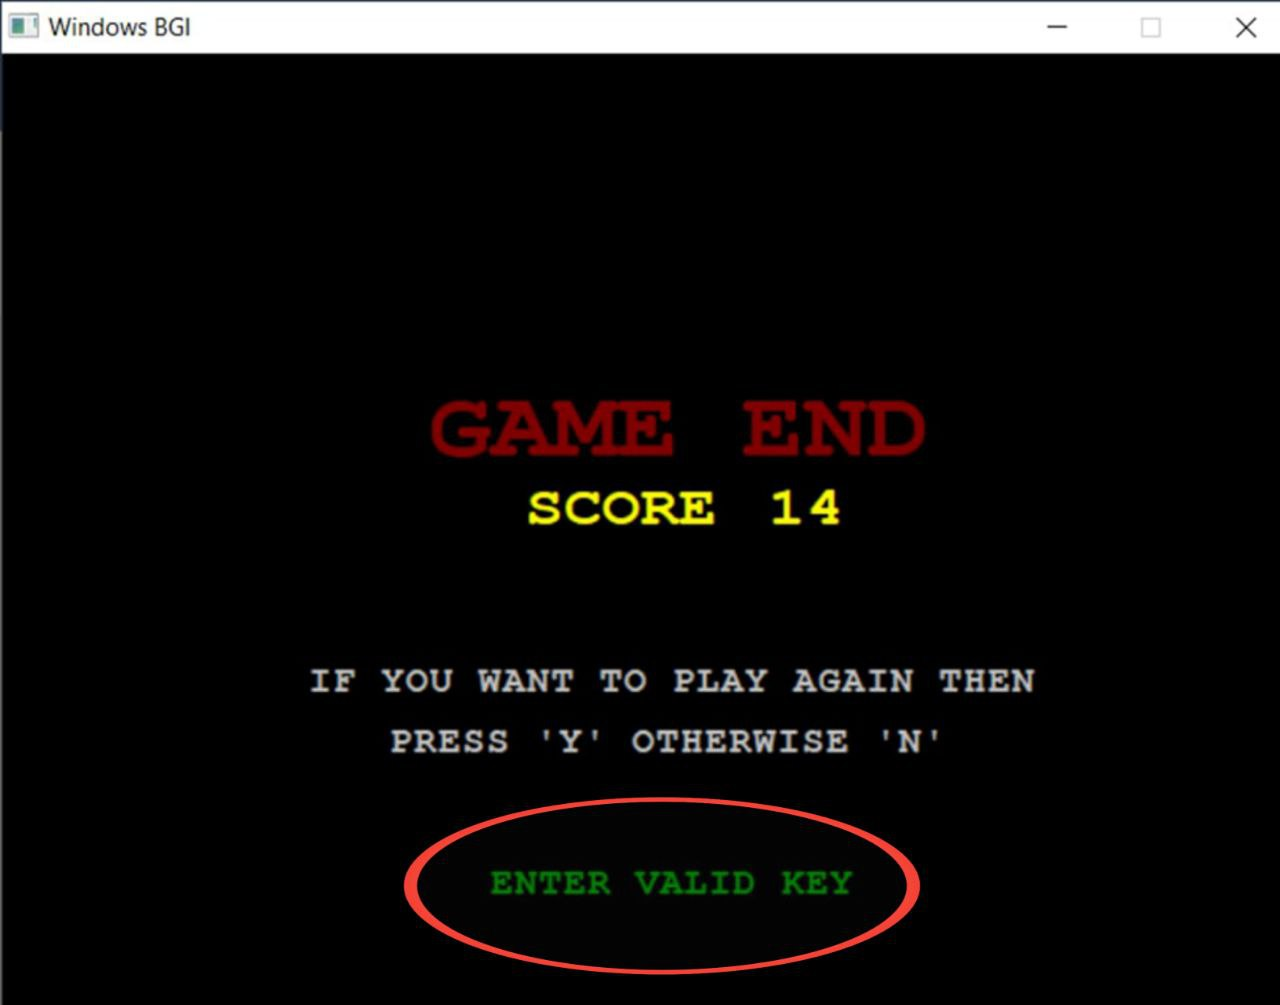 Windows BGI
GAME END
SCORE 14
IF YOU WANT TO PLAY AGAIN THEN
PRESS 'Y' OTHERWISE 'N'
ENTER VALID KEY